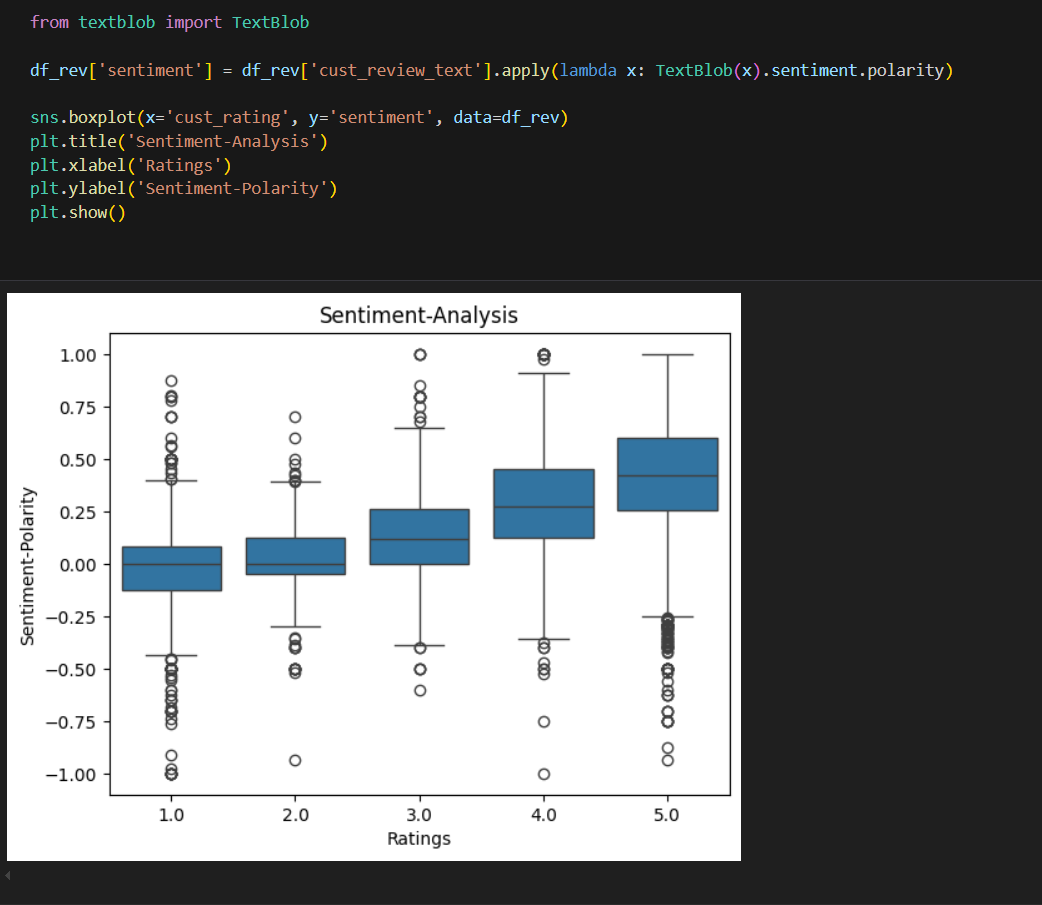 from textblob import TextBlob
df_rev['sentiment'] = df_rev['cust_review_text'].apply(lambda x: TextBlob(x).sentiment.polarity)
sns.boxplot(x='cust_rating', y='sentiment', data=df_rev)
plt.title('Sentiment-Analysis')
plt.xlabel('Ratings')
plt.ylabel('Sentiment-Polarity')
plt.show()
Sentiment-Analysis
Sentiment-Polarity
1.00
0.75
0.50
0.25
0.00
−0.25
−0.50
−0.75
−1.00
1.0 2.0 3.0 4.0 5.0
Ratings